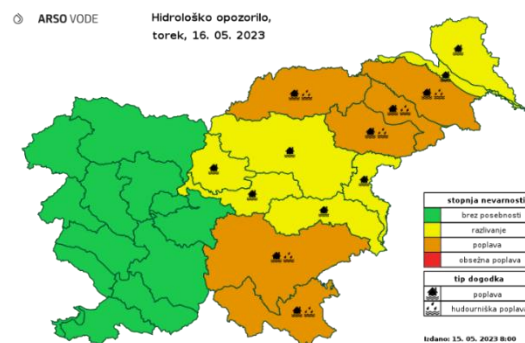 ARSO VODE
Hidrološko opozorilo,
torek, 16. 05. 2023
stopnja nevarnosti
brez posebnosti
razlivanje
poplava
obsežna poplava
tip dogodka
poplava
hudourniška poplava
Izdano: 15. 05. 2023 8:00